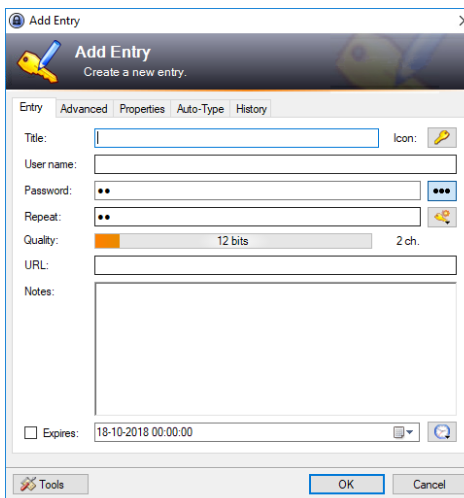 Add Entry
Add Entry
Create a new entry.
Entry Advanced Properties Auto-Type History
Title: Icon:
User name:
Password: ●● ●●●
Repeat: ●●
Quality: 12 bits 2 ch.
URL:
Notes:
Expires: 18-10-2018 00:00:00
Tools OK Cancel